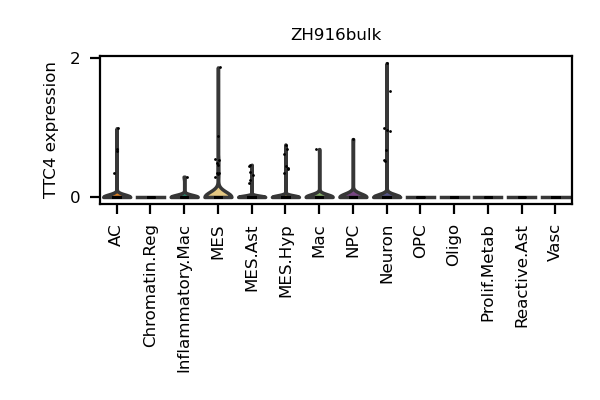 ZH916bulk
TTC4 expression
2
0
AC
Chromatin.Reg
Inflammatory.Mac
MES
MES.Ast
MES.Hyp
Mac
NPC
Neuron
OPC
Oligo
Prolif.Metab
Reactive.Ast
Vasc